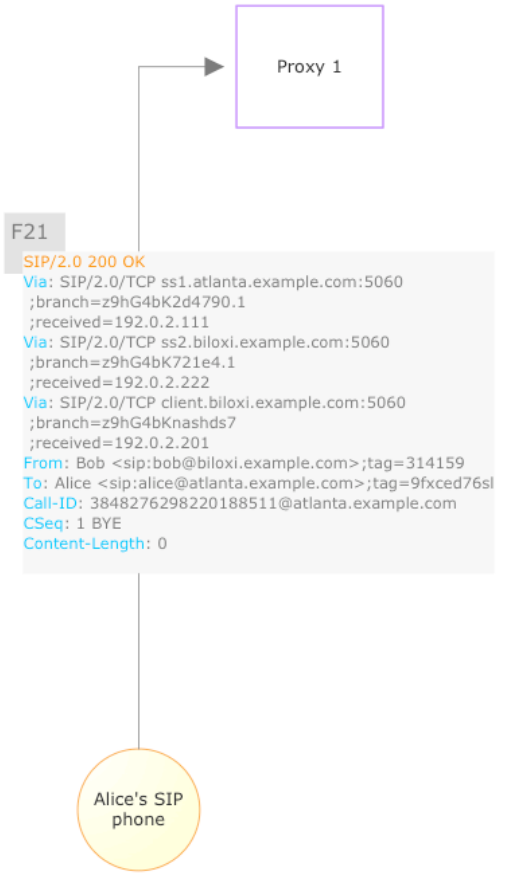 Proxy 1
F21
SIP/2.0 200 OK
Via: SIP/2.0/TCP ss1.atlanta.example.com:5060
;branch=z9hG4bK2d4790.1
;received=192.0.2.111
Via: SIP/2.0/TCP ss2.biloxi.example.com:5060
;branch=z9hG4bK721e4.1
;received=192.0.2.222
Via: SIP/2.0/TCP client.biloxi.example.com:5060
;branch=z9hG4bKnashds7
;received=192.0.2.201
From: Bob <sip:bob@biloxi.example.com>;tag=314159
To: Alice <sip:alice@atlanta.example.com>;tag=9fxced76sl
Call-ID: 3848276298220188511@atlanta.example.com
CSeq: 1 BYE
Content-Length: 0
Alice's SIP
phone